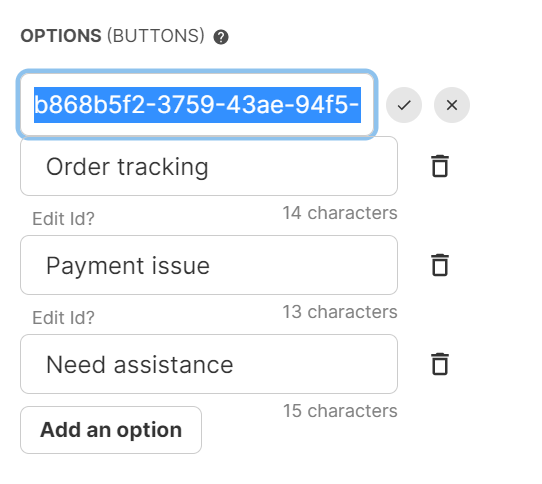 OPTIONS (BUTTONS)
b868b5f2-3759-43ae-94f5-
Order tracking
Edit Id?
14 characters
Payment issue
Edit Id?
13 characters
Need assistance
15 characters
Add an option